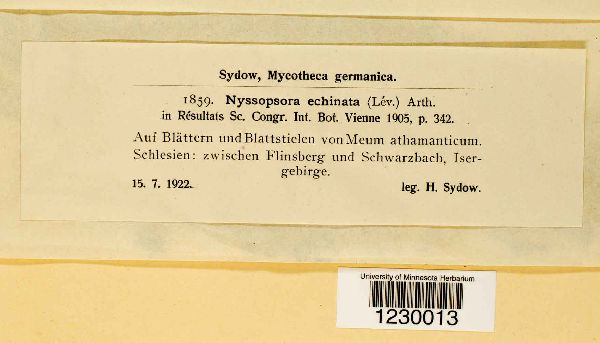 Sydow, Mycotheca germanica.
1859. Nyssopsora echinata (Lév.) Arth.
in Résultats Sc. Congr. Int. Bot. Vienne 1905, p. 342.
Auf Blättern und Blattstielen von Meum athamanticum.
Schlesien: zwischen Flinsberg und Schwarzbach, Iser-
gebirge.
15. 7. 1922. leg. H. Sydow.
University of Minnesota Herbarium
1230013